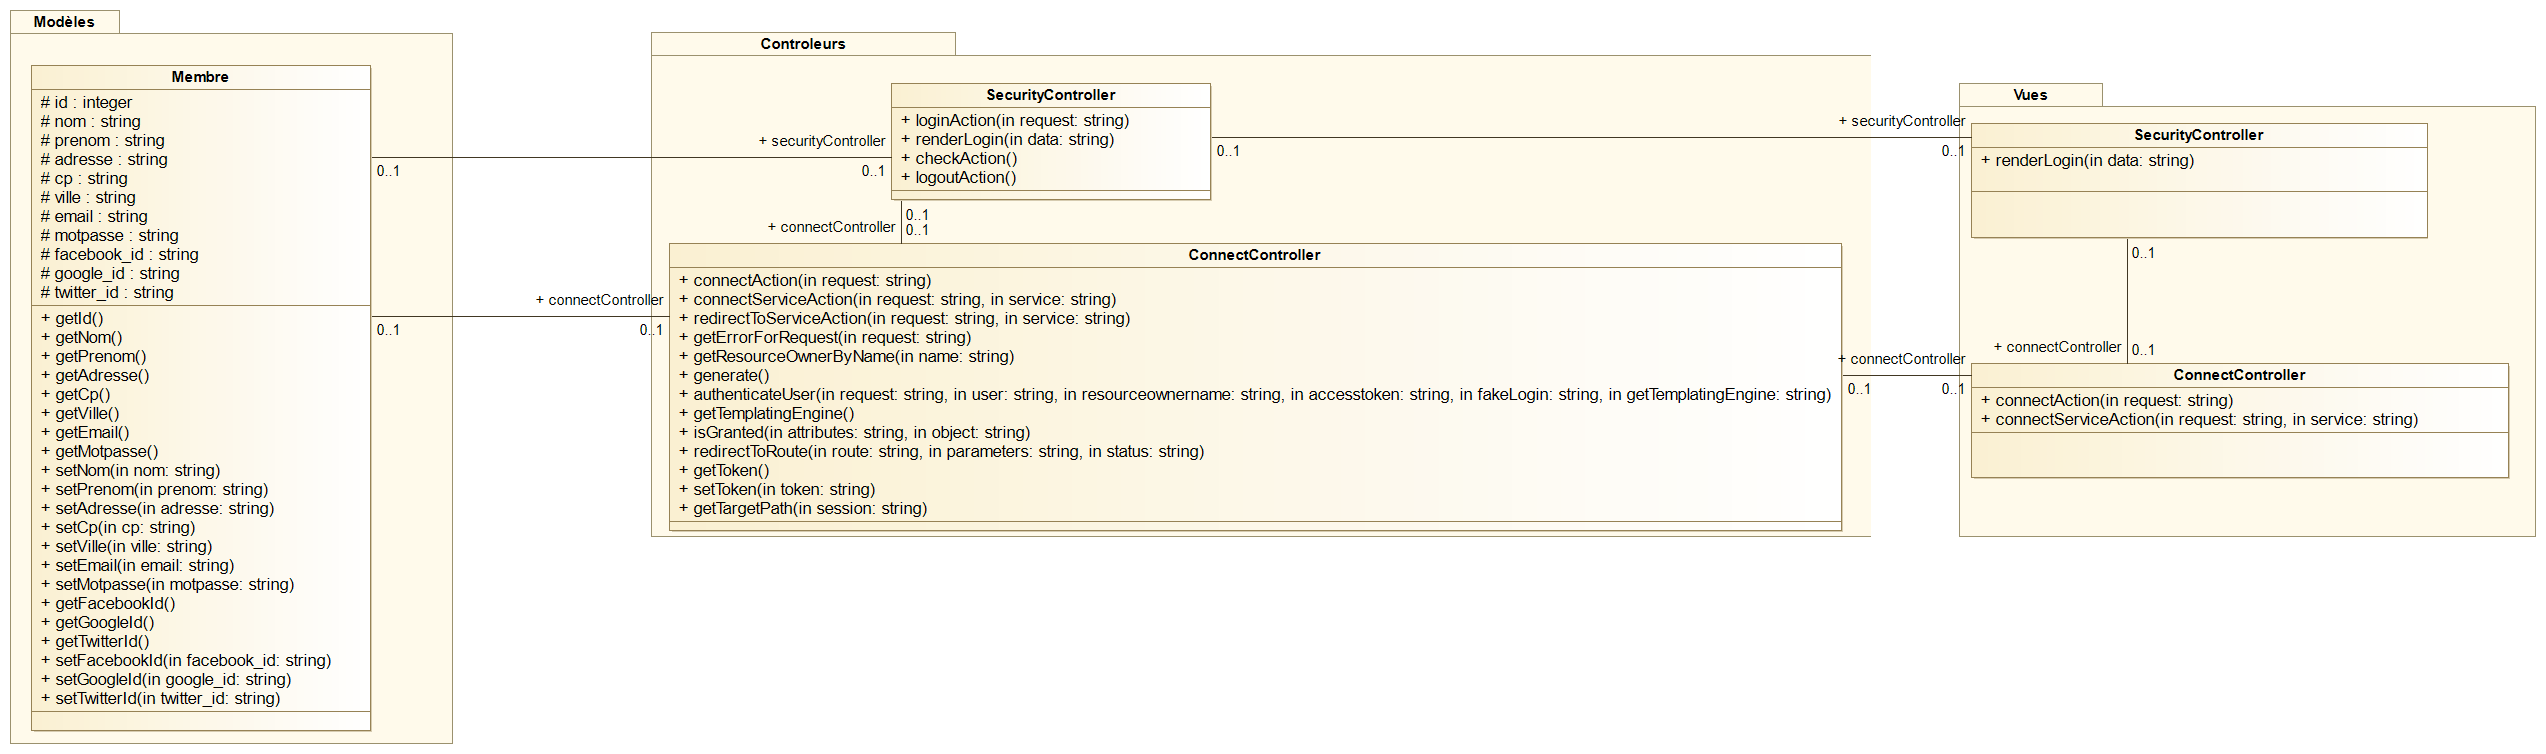 Modèles
Membre
# id : integer
# nom : string
# prenom : string
# adresse : string
# cp : string
# ville : string
# email : string
# motpasse : string
# facebook_id : string
# google_id : string
# twitter_id : string
+ getId()
+ getNom()
+ getPrenom()
+ getAdresse()
+ getCp()
+ getVille()
+ getEmail()
+ getMotpasse()
+ setNom(in nom: string)
+ setPrenom(in prenom: string)
+ setAdresse(in adresse: string)
+ setCp(in cp: string)
+ setVille(in ville: string)
+ setEmail(in email: string)
+ setMotpasse(in motpasse: string)
+ getFacebookId()
+ getGoogleId()
+ getTwitterId()
+ setFacebookId(in facebook_id: string)
+ setGoogleId(in google_id: string)
+ setTwitterId(in twitter_id: string)
0..1
+ securityController
0..1
0..1
+ connectController
0..1
Controleurs
SecurityController
+ loginAction(in request: string)
+ renderLogin(in data: string)
+ checkAction()
+ logoutAction()
0..1
+ connectController
0..1
ConnectController
+ connectAction(in request: string)
+ connectServiceAction(in request: string, in service: string)
+ redirectToServiceAction(in request: string, in service: string)
+ getErrorForRequest(in request: string)
+ getResourceOwnerByName(in name: string)
+ generate()
+ authenticateUser(in request: string, in user: string, in resourceownername: string, in accesstoken: string, in fakeLogin: string, in getTemplatingEngine: string)
+ getTemplatingEngine()
+ isGranted(in attributes: string, in object: string)
+ redirectToRoute(in route: string, in parameters: string, in status: string)
+ getToken()
+ setToken(in token: string)
+ getTargetPath(in session: string)
0..1
+ securityController
0..1
+ connectController
0..1
0..1
Vues
SecurityController
+ renderLogin(in data: string)
0..1
+ connectController
0..1
ConnectController
+ connectAction(in request: string)
+ connectServiceAction(in request: string, in service: string)